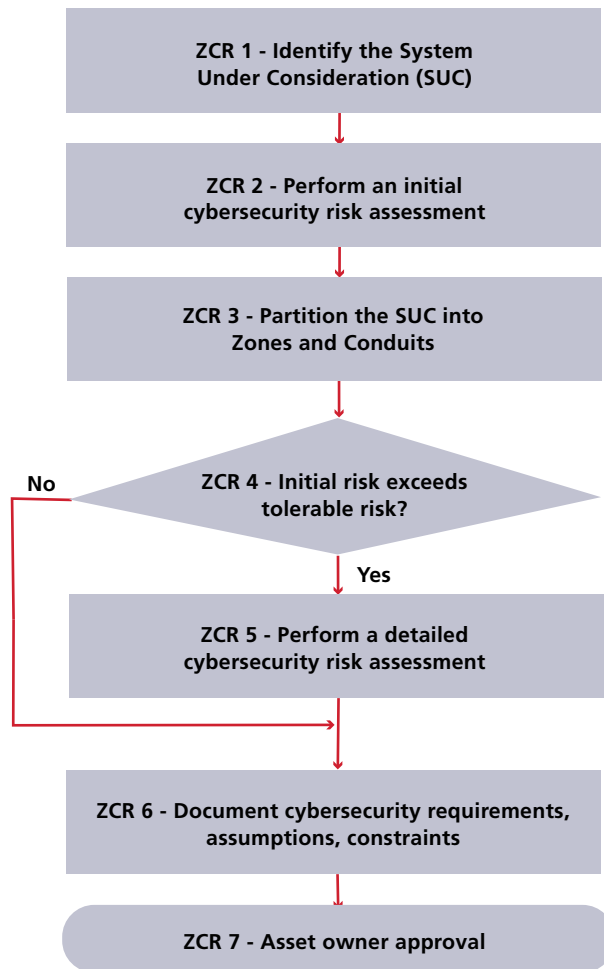 ZCR 1 - Identify the System
Under Consideration (SUC)
ZCR 2 - Perform an initial
cybersecurity risk assessment
ZCR 3 - Partition the SUC into
Zones and Conduits
No
ZCR 4 - Initial risk exceeds
tolerable risk?
Yes
ZCR 5 - Perform a detailed
cybersecurity risk assessment
ZCR 6 - Document cybersecurity requirements,
assumptions, constraints
ZCR 7 - Asset owner approval